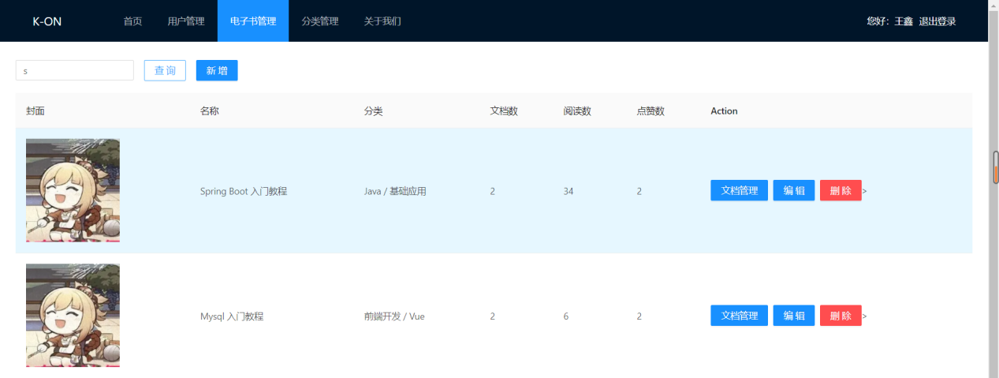 K-ON 首页 用户管理 电子书管理 分类管理 关于我们 您好：王鑫 退出登录
s 查 询 新 增
封面 名称 分类 文档数 阅读数 点赞数 Action
Spring Boot 入门教程 Java / 基础应用 2 34 2 文档管理 编 辑 删 除 >
Mysql 入门教程 前端开发 / Vue 2 6 2 文档管理 编 辑 删 除 >